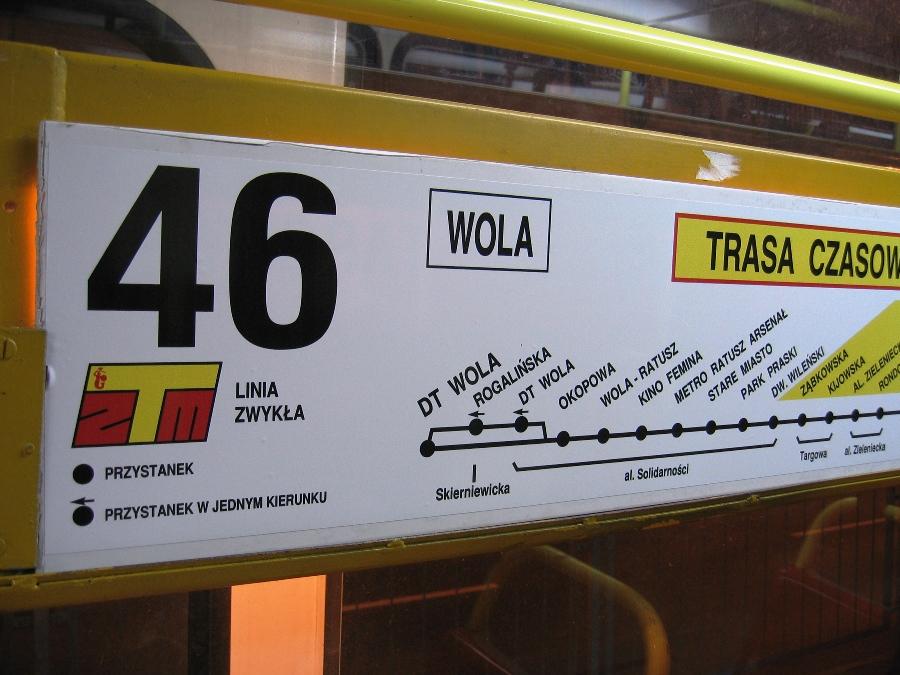 46
WOLA
TRASA CZASOW
ZTM
LINIA
ZWYKŁA
PRZYSTANEK
PRZYSTANEK W JEDNYM KIERUNKU
DT WOLA
ROGALIŃSKA
DT WOLA
OKOPOWA
WOLA - RATUSZ
KINO FEMINA
METRO RATUSZ ARSENAŁ
STARE MIASTO
PARK PRASKI
DW. WILEŃSKI
ZĄBKOWSKA
KIJOWSKA
AL. ZIELENIEC
RONDO
Skierniewicka
al. Solidarności
Targowa
al. Zieleniecka